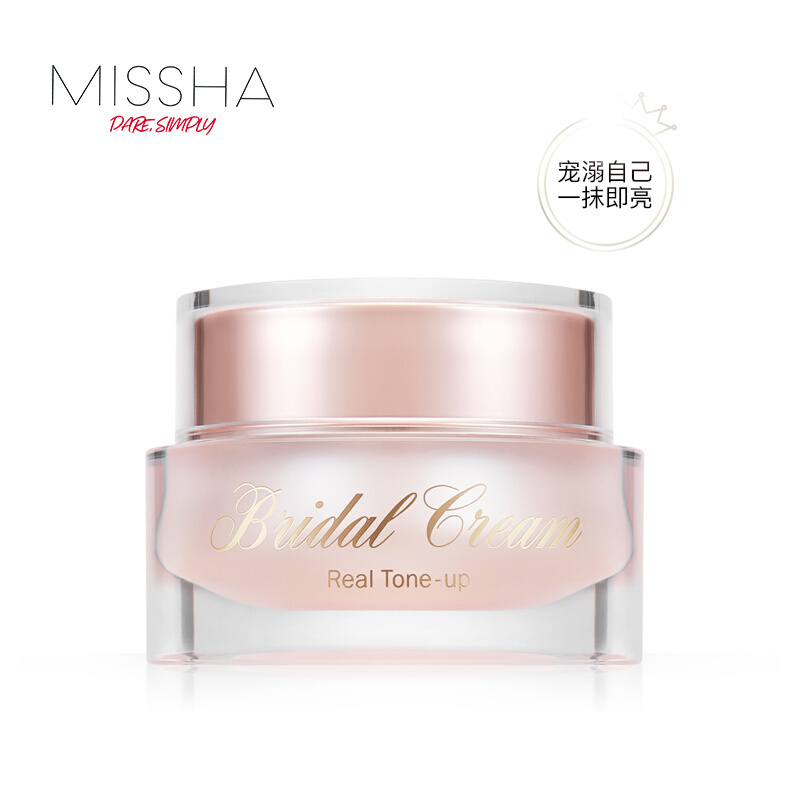 MISSHA
DARE, SIMPLY
宠溺自己
一抹即亮
Bridal Cream
Real Tone-up